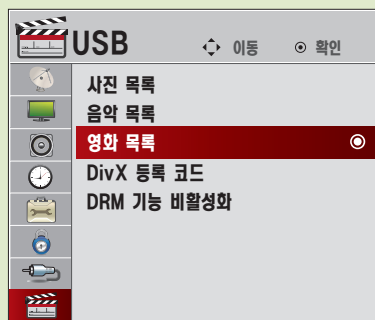 USB 이동 확인
사진 목록
음악 목록
영화 목록
DivX 등록 코드
DRM 기능 비활성화